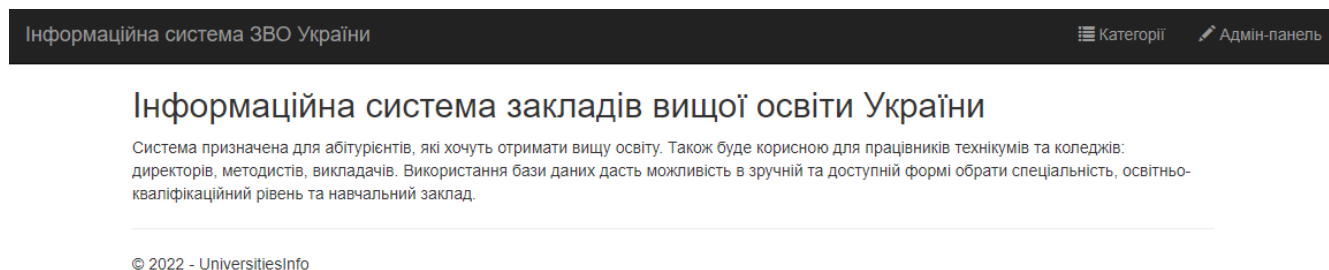 Інформаційна система ЗВО України
Категорії
Адмін-панель
Інформаційна система закладів вищої освіти України
Система призначена для абітурієнтів, які хочуть отримати вищу освіту. Також буде корисною для працівників технікумів та коледжів:
директорів, методистів, викладачів. Використання бази даних дасть можливість в зручній та доступній формі обрати спеціальність, освітньо-
кваліфікаційний рівень та навчальний заклад.
© 2022 - UniversitiesInfo